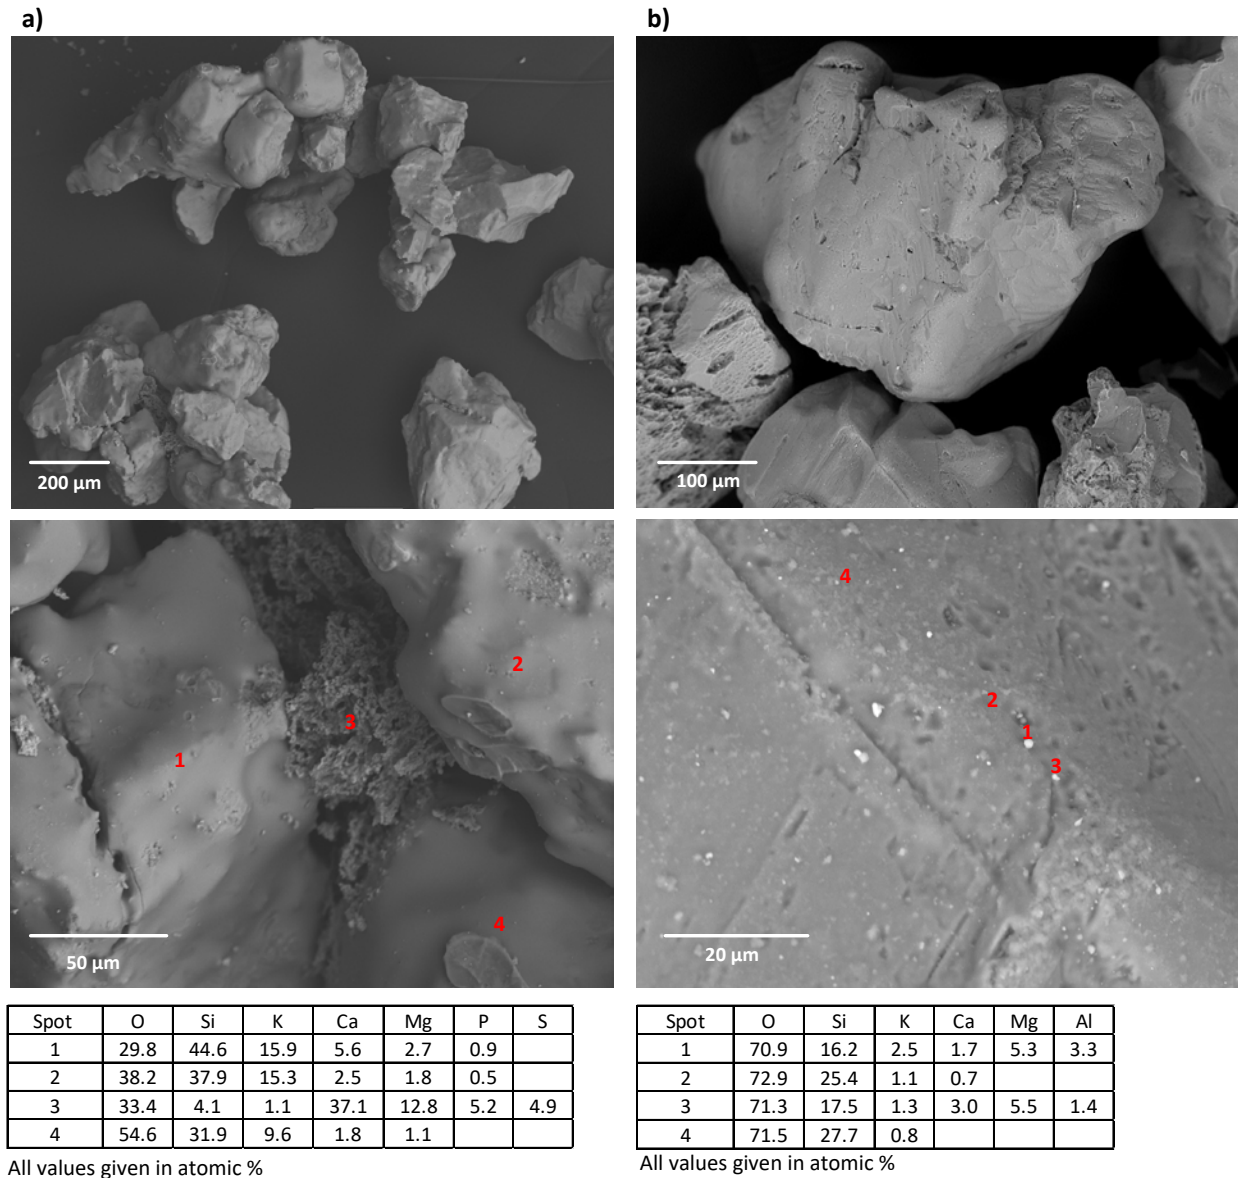 a)
b)
200 µm
100 µm
1
2
3
4
50 µm
4
2
1
3
20 µm
Spot O Si K Ca Mg P S
1 29.8 44.6 15.9 5.6 2.7 0.9
2 38.2 37.9 15.3 2.5 1.8 0.5
3 33.4 4.1 1.1 37.1 12.8 5.2 4.9
4 54.6 31.9 9.6 1.8 1.1
All values given in atomic %
Spot O Si K Ca Mg Al
1 70.9 16.2 2.5 1.7 5.3 3.3
2 72.9 25.4 1.1 0.7
3 71.3 17.5 1.3 3.0 5.5 1.4
4 71.5 27.7 0.8
All values given in atomic %